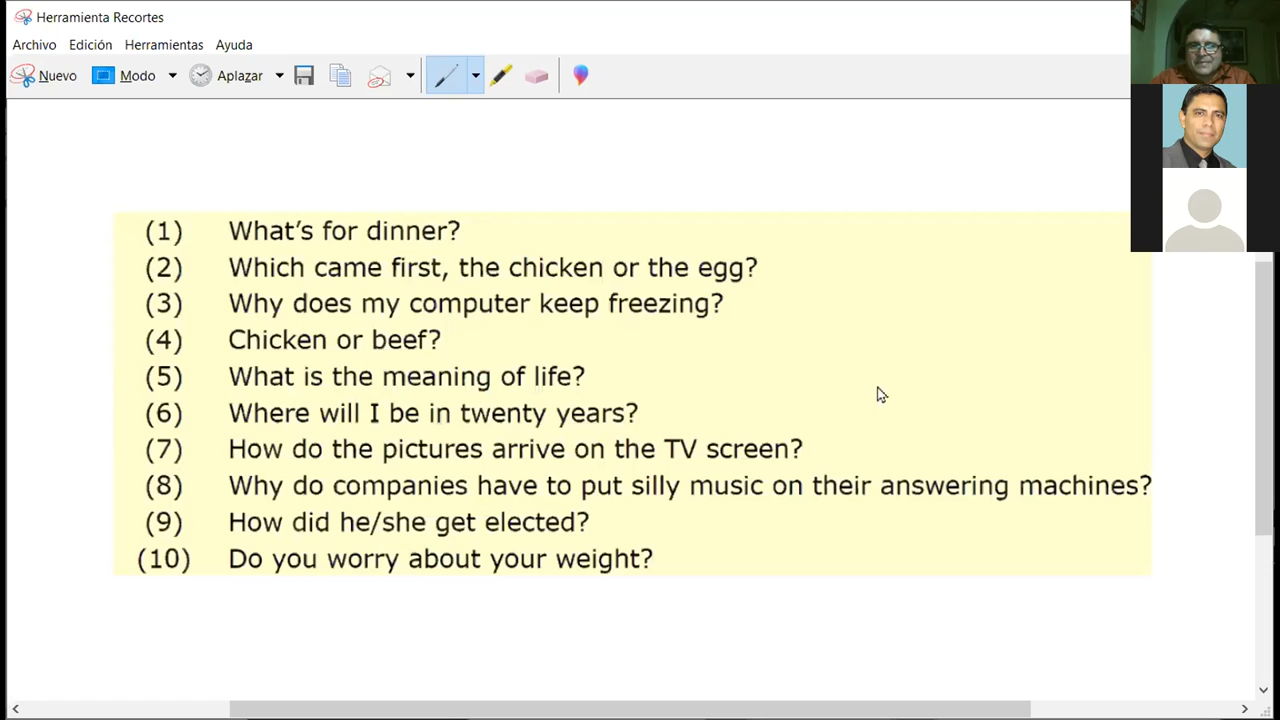 Herramienta Recortes
Archivo Edición Herramientas Ayuda
Nuevo Modo Aplazar
(1) What's for dinner?
(2) Which came first, the chicken or the egg?
(3) Why does my computer keep freezing?
(4) Chicken or beef?
(5) What is the meaning of life?
(6) Where will I be in twenty years?
(7) How do the pictures arrive on the TV screen?
(8) Why do companies have to put silly music on their answering machines?
(9) How did he/she get elected?
(10) Do you worry about your weight?